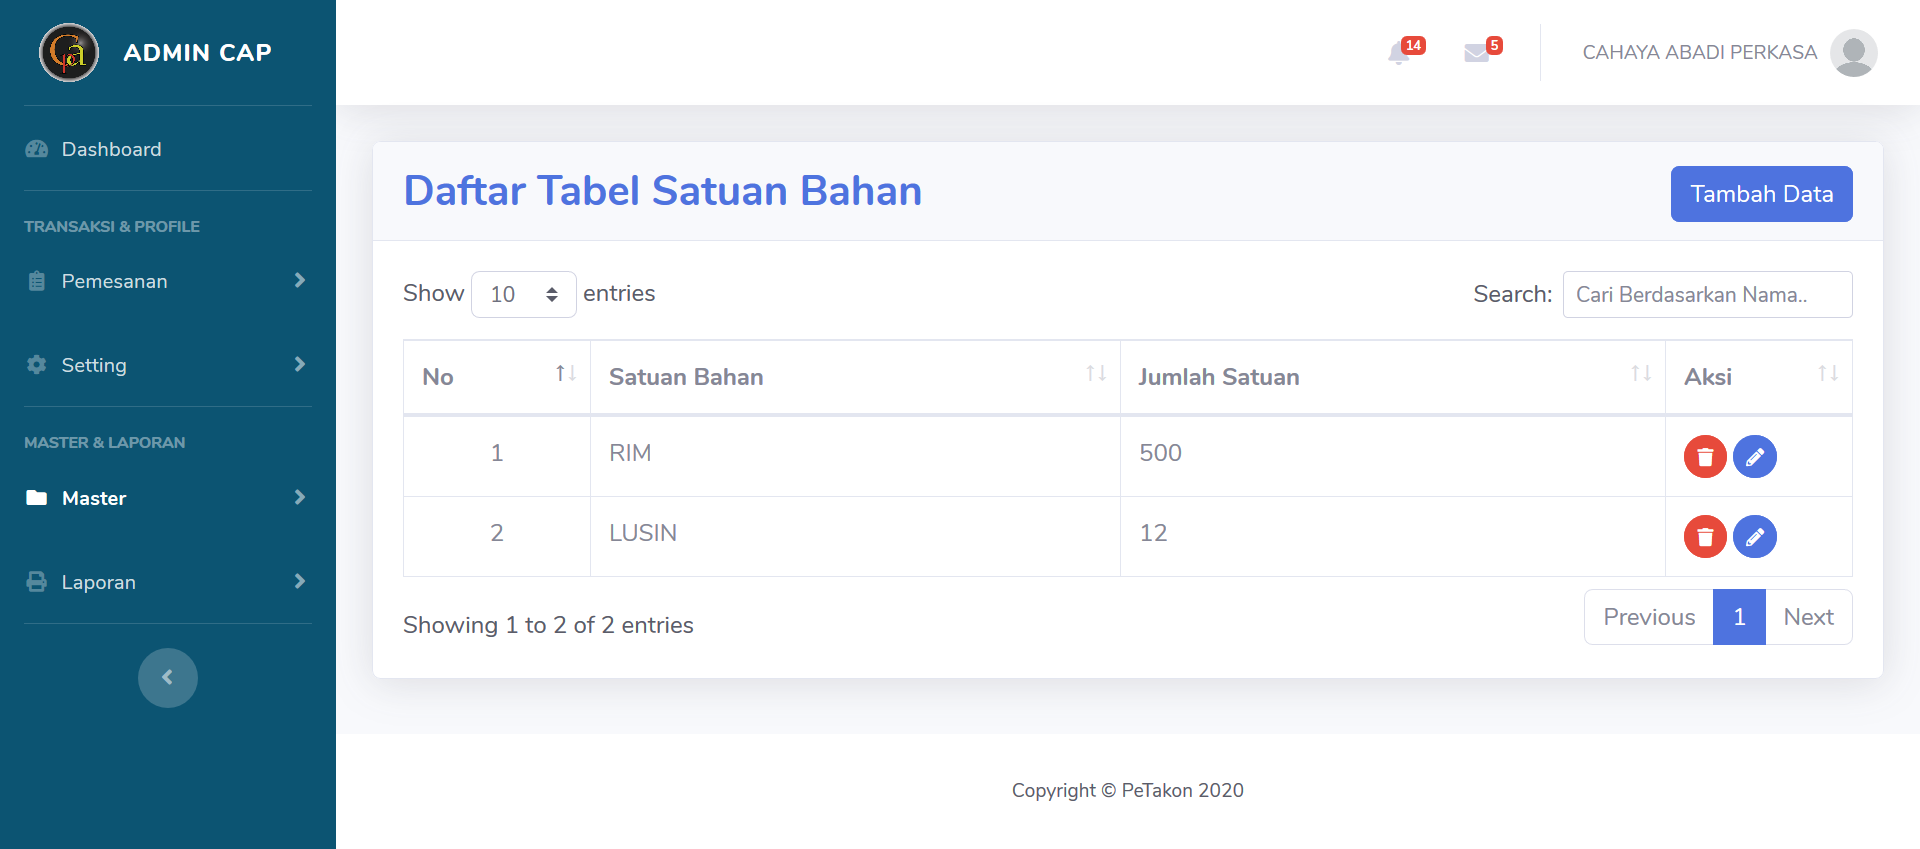 Cpa
ADMIN CAP
14
5
CAHAYA ABADI PERKASA
Dashboard
TRANSAKSI & PROFILE
Pemesanan
Setting
MASTER & LAPORAN
Master
Laporan
Daftar Tabel Satuan Bahan
Tambah Data
Show 10 entries
Search: Cari Berdasarkan Nama..
No Satuan Bahan Jumlah Satuan Aksi
1 RIM 500
2 LUSIN 12
Showing 1 to 2 of 2 entries
Previous 1 Next
Copyright © PeTakon 2020